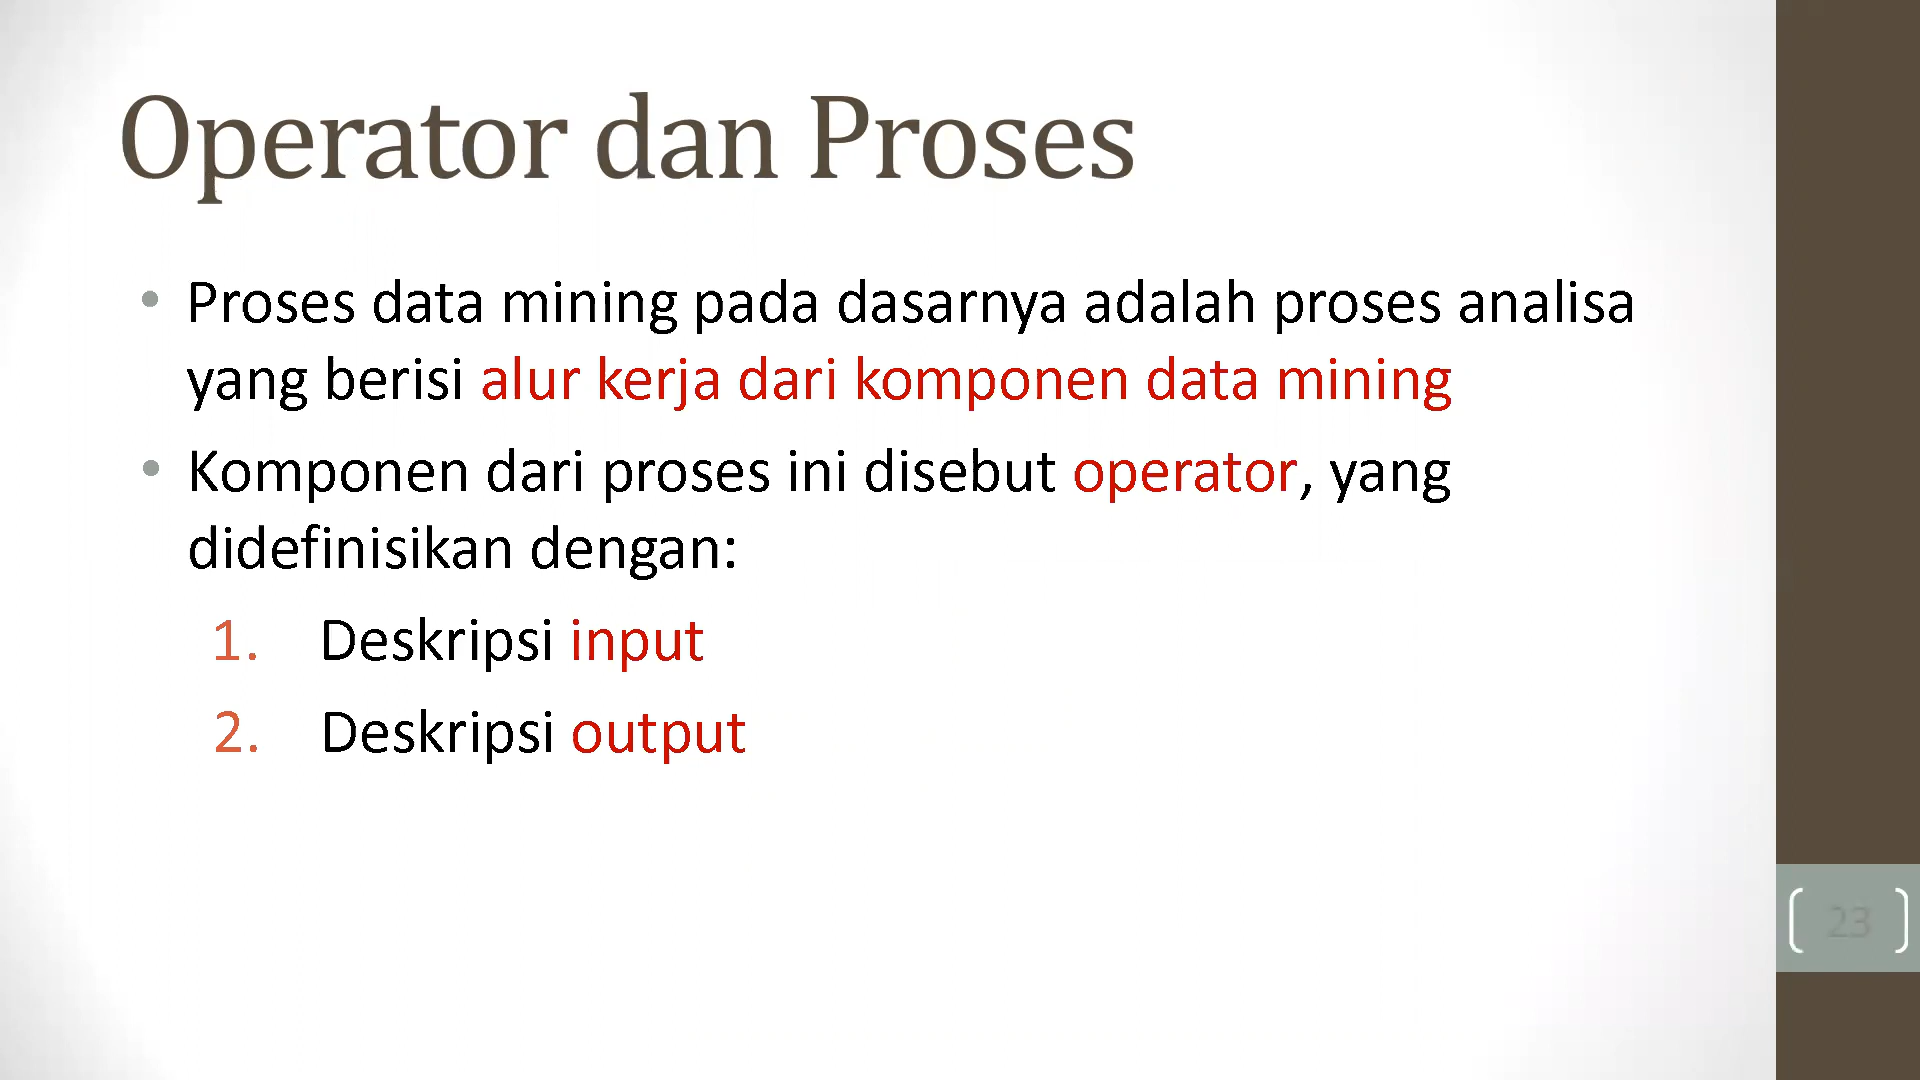 Operator dan Proses
• Proses data mining pada dasarnya adalah proses analisa
yang berisi alur kerja dari komponen data mining
• Komponen dari proses ini disebut operator, yang
didefinisikan dengan:
1. Deskripsi input
2. Deskripsi output
23